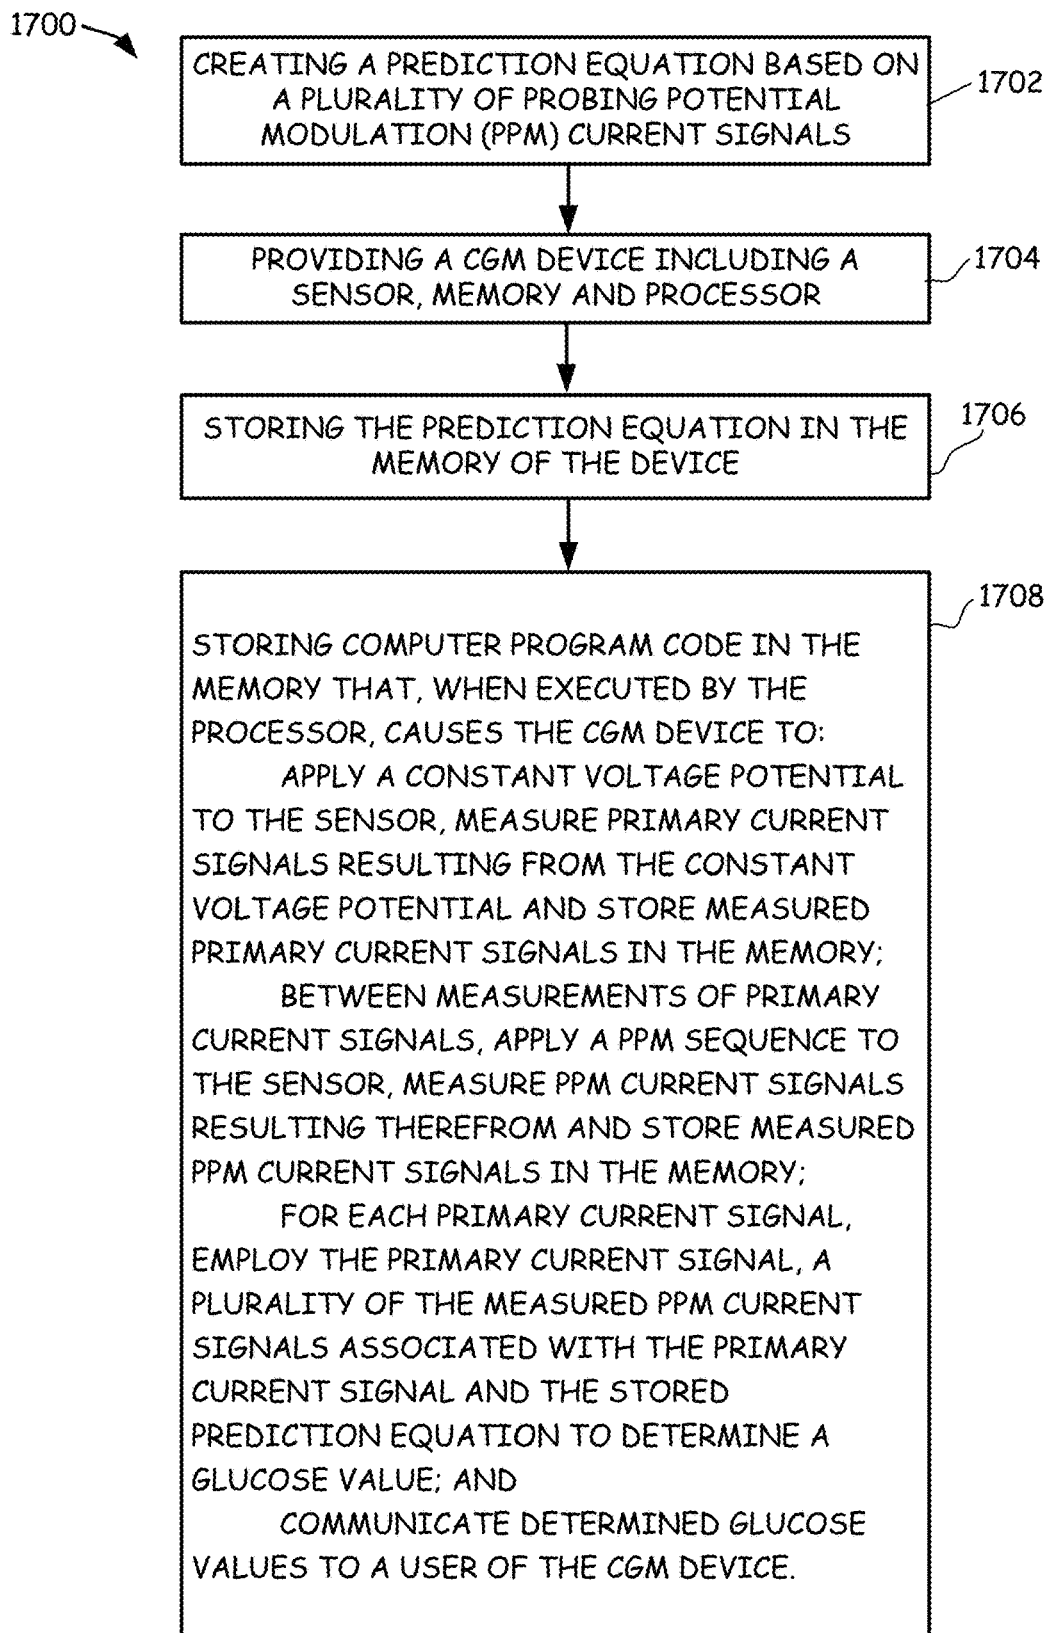 1700
CREATING A PREDICTION EQUATION BASED ON
A PLURALITY OF PROBING POTENTIAL
MODULATION (PPM) CURRENT SIGNALS
1702
PROVIDING A CGM DEVICE INCLUDING A
SENSOR, MEMORY AND PROCESSOR
1704
STORING THE PREDICTION EQUATION IN THE
MEMORY OF THE DEVICE
1706
STORING COMPUTER PROGRAM CODE IN THE
MEMORY THAT, WHEN EXECUTED BY THE
PROCESSOR, CAUSES THE CGM DEVICE TO:
APPLY A CONSTANT VOLTAGE POTENTIAL
TO THE SENSOR, MEASURE PRIMARY CURRENT
SIGNALS RESULTING FROM THE CONSTANT
VOLTAGE POTENTIAL AND STORE MEASURED
PRIMARY CURRENT SIGNALS IN THE MEMORY;
BETWEEN MEASUREMENTS OF PRIMARY
CURRENT SIGNALS, APPLY A PPM SEQUENCE TO
THE SENSOR, MEASURE PPM CURRENT SIGNALS
RESULTING THEREFROM AND STORE MEASURED
PPM CURRENT SIGNALS IN THE MEMORY;
FOR EACH PRIMARY CURRENT SIGNAL,
EMPLOY THE PRIMARY CURRENT SIGNAL, A
PLURALITY OF THE MEASURED PPM CURRENT
SIGNALS ASSOCIATED WITH THE PRIMARY
CURRENT SIGNAL AND THE STORED
PREDICTION EQUATION TO DETERMINE A
GLUCOSE VALUE; AND
COMMUNICATE DETERMINED GLUCOSE
VALUES TO A USER OF THE CGM DEVICE.
1708